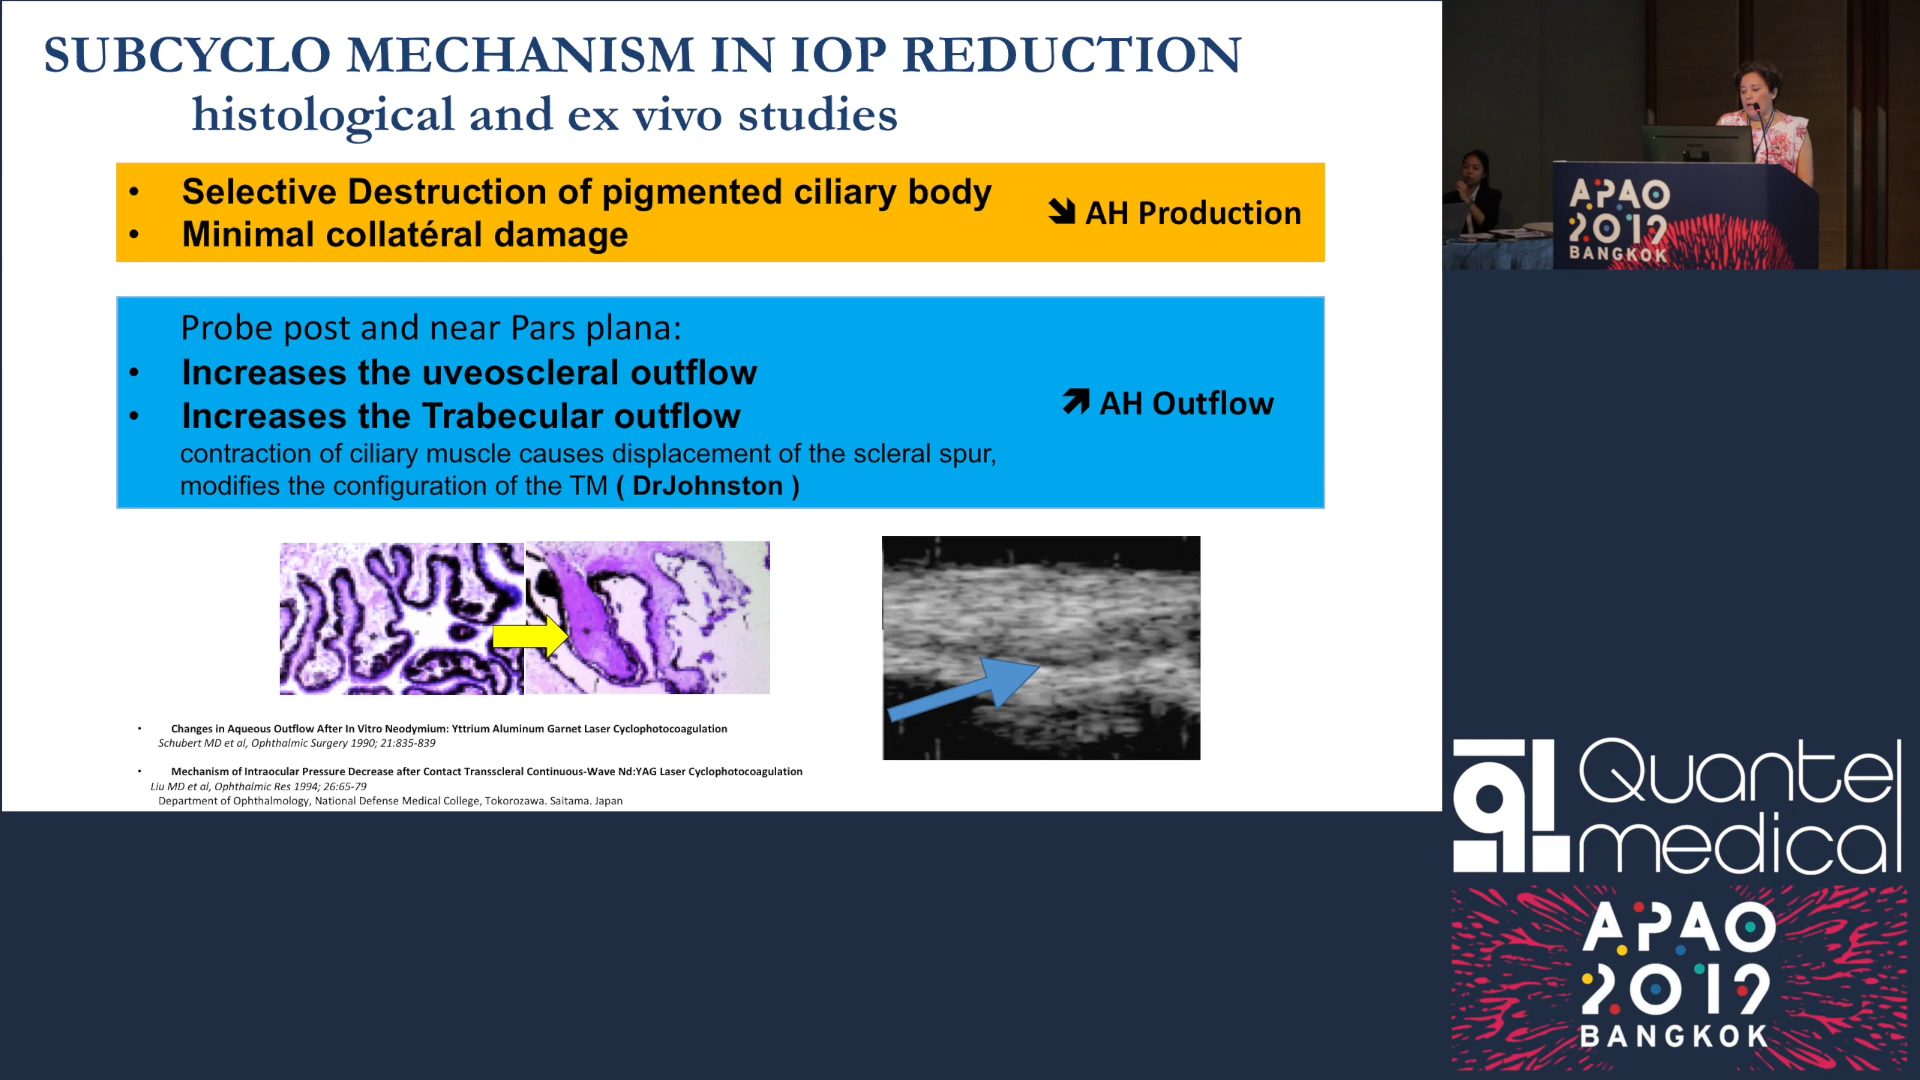 SUBCYCLO MECHANISM IN IOP REDUCTION
histological and ex vivo studies
• Selective Destruction of pigmented ciliary body
• Minimal collatéral damage
AH Production
Probe post and near Pars plana:
• Increases the uveoscleral outflow
• Increases the Trabecular outflow
contraction of ciliary muscle causes displacement of the scleral spur,
modifies the configuration of the TM ( DrJohnston )
AH Outflow
• Changes in Aqueous Outflow After In Vitro Neodymium: Yttrium Aluminum Garnet Laser Cyclophotocoagulation
Schubert MD et al, Ophthalmic Surgery 1990; 21:835-839
• Mechanism of Intraocular Pressure Decrease after Contact Transscleral Continuous-Wave Nd:YAG Laser Cyclophotocoagulation
Liu MD et al, Ophthalmic Res 1994; 26:65-79
Department of Ophthalmology, National Defense Medical College, Tokorozawa. Saitama. Japan
APAO
2019
BANGKOK
Quantel
medical
APAO
2019
BANGKOK